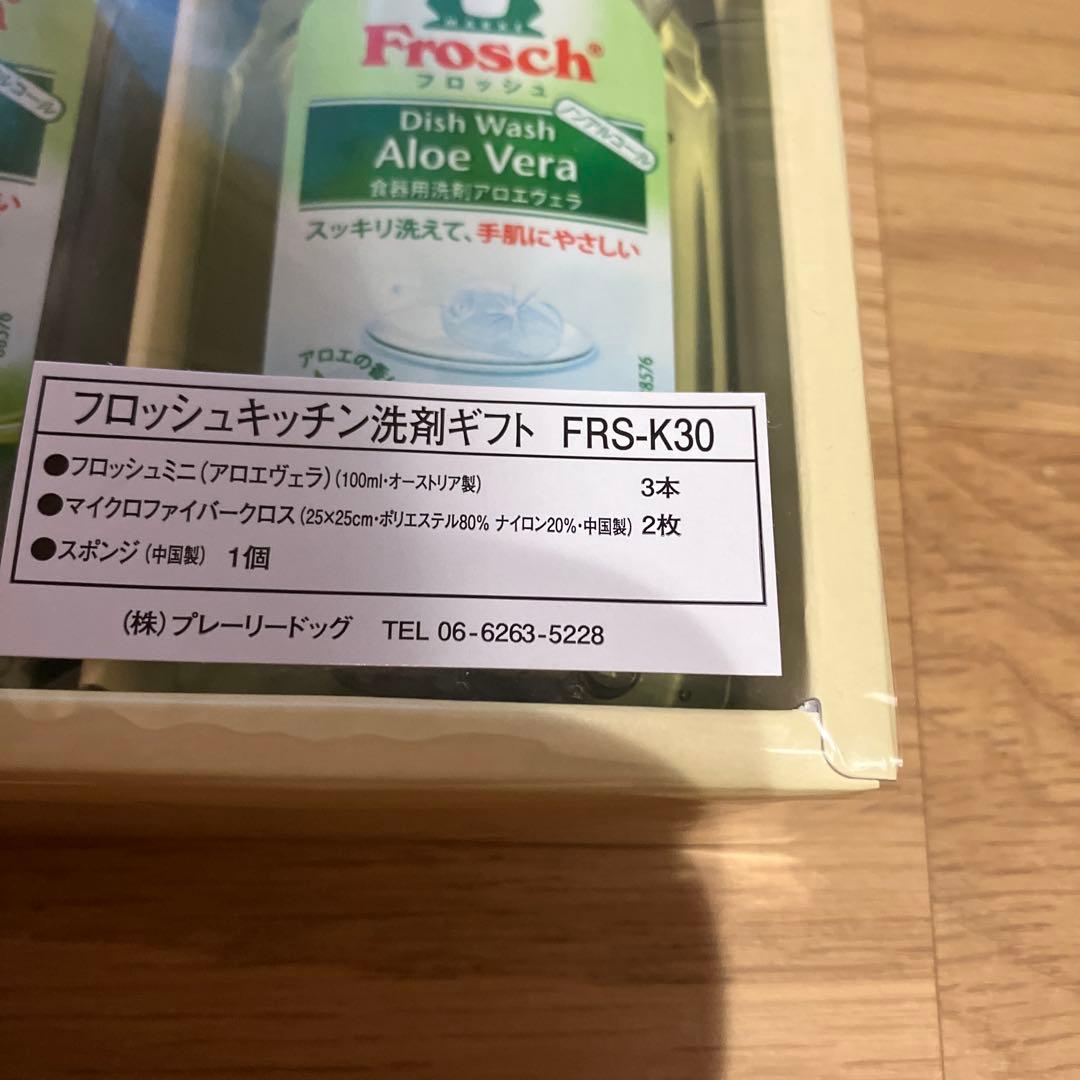 Frosch®
フロッシュ
ノンアルコール
Dish Wash
Aloe Vera
食器用洗剤アロエヴェラ
スッキリ洗えて、手肌にやさしい
アロエの
8576
フロッシュキッチン洗剤ギフト FRS-K30
●フロッシュミニ(アロエヴェラ)(100ml・オーストリア製) 3本
●マイクロファイバークロス(25×25cm・ポリエステル80% ナイロン20%・中国製) 2枚
●スポンジ(中国製) 1個
(株)プレーリードッグ TEL 06-6263-5228